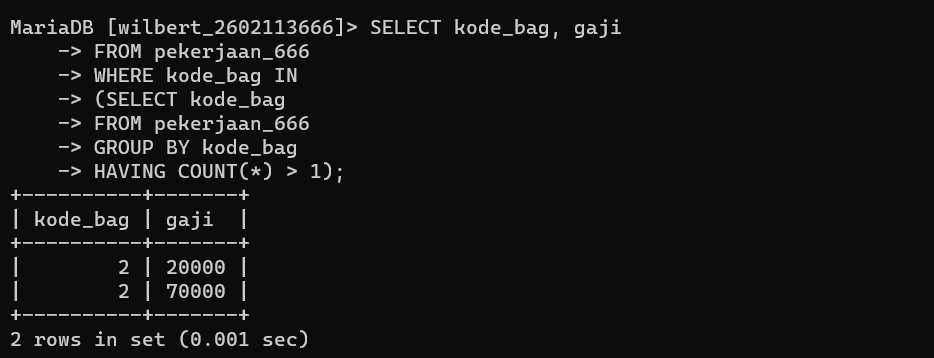 MariaDB [wilbert_2602113666]> SELECT kode_bag, gaji
    -> FROM pekerjaan_666
    -> WHERE kode_bag IN
    -> (SELECT kode_bag
    -> FROM pekerjaan_666
    -> GROUP BY kode_bag
    -> HAVING COUNT(*) > 1);
+----------+-------+
| kode_bag | gaji  |
+----------+-------+
|        2 | 20000 |
|        2 | 70000 |
+----------+-------+
2 rows in set (0.001 sec)